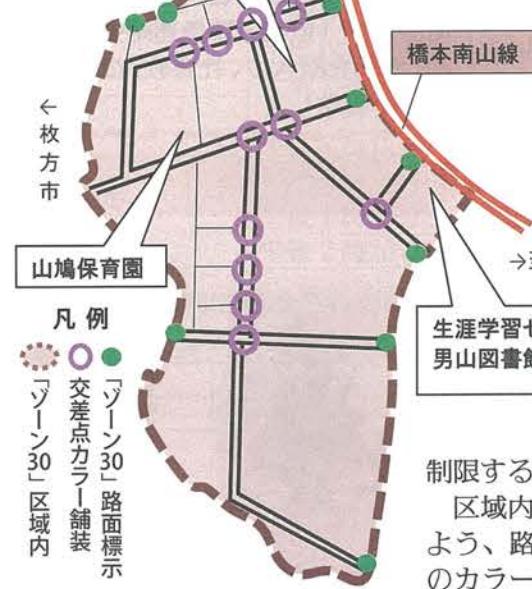 橋本南山線
←枚方市
山鳩保育園
凡例
「ゾーン30」路面標示
交差点カラー舗装
「ゾーン30」区域内
生涯学習
男山図書館
制限する
区域内
よう、路
のカラー